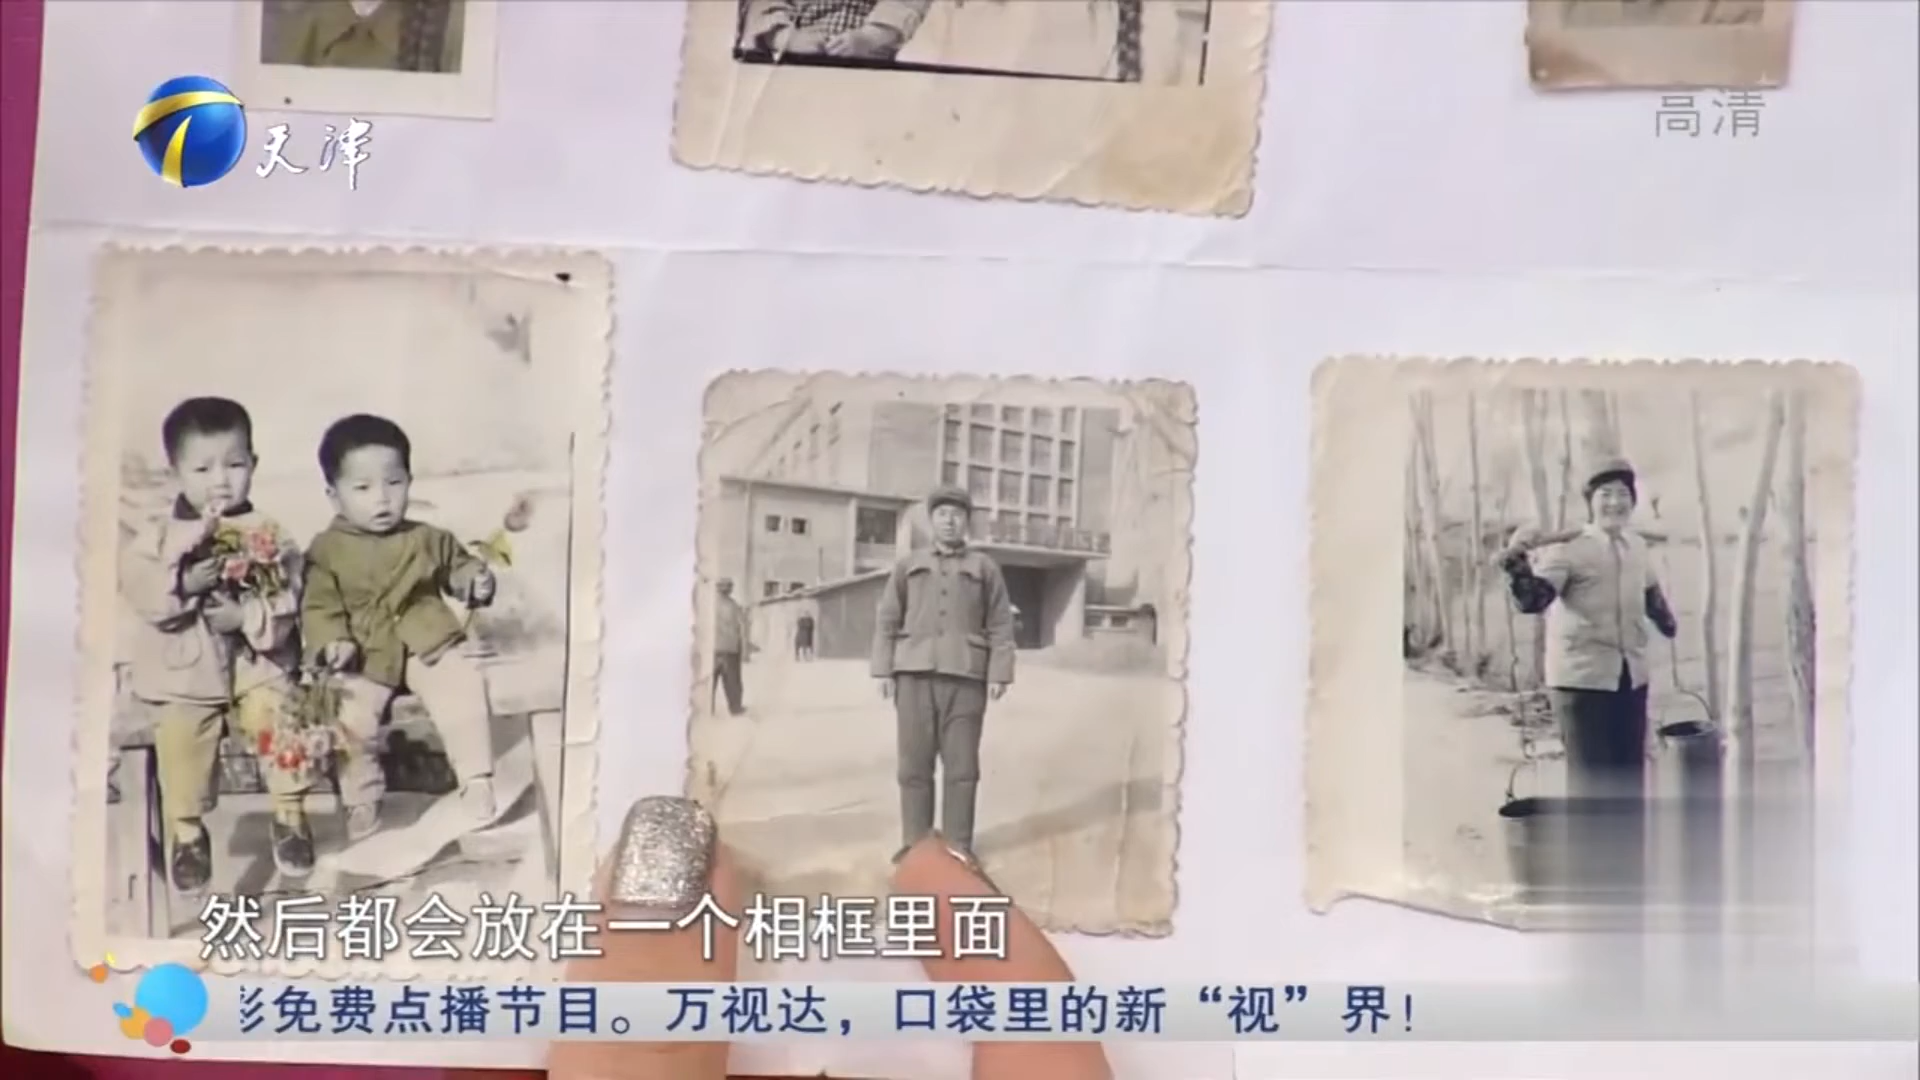 天津
高清
然后都会放在一个相框里面
彩免费点播节目。万视达，口袋里的新“视”界！